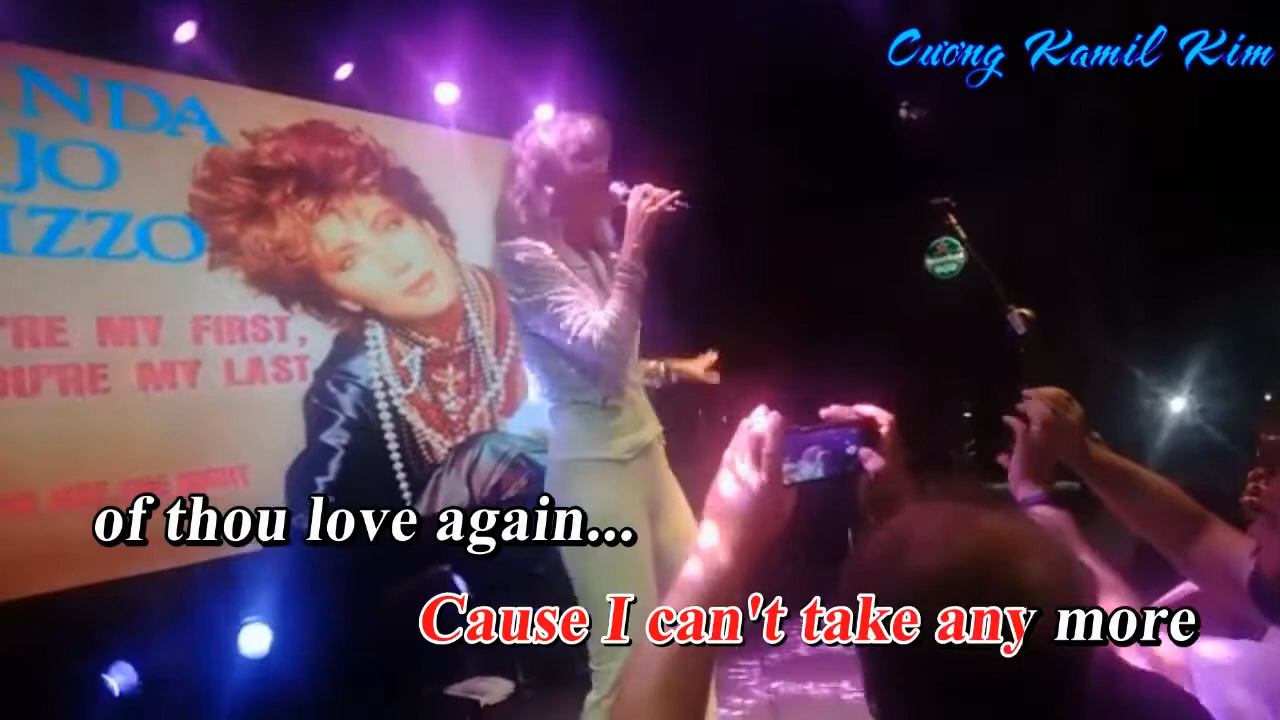 Cương Kamil Kim
NDA
JO
IZZO
'RE MY FIRST,
OU'RE MY LAST
of thou love again...
Cause I can't take any more